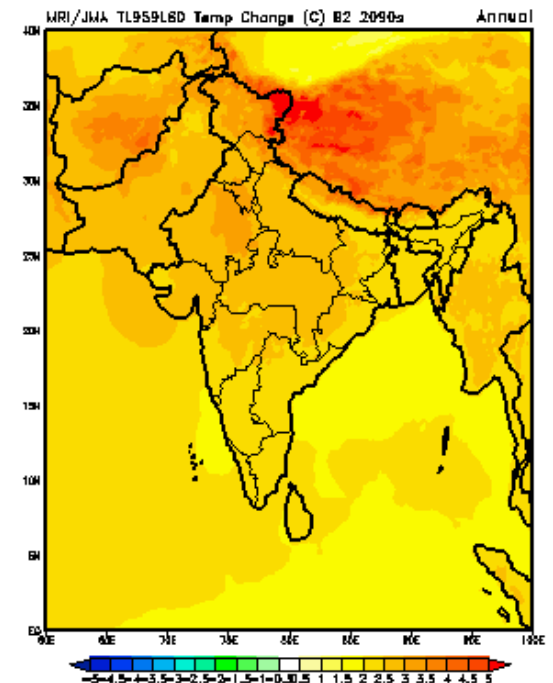 MRI/JMA TL959L60 Temp Change (C) B2 2090s Annual
40N
35N
30N
25N
20N
15N
10N
5N
EQ
60E 65E 70E 75E 80E 85E 90E 95E 100E
-5 -4.5 -4 -3.5 -3 -2.5 -2 -1.5 -1 -0.5 0.5 1 1.5 2 2.5 3 3.5 4 4.5 5